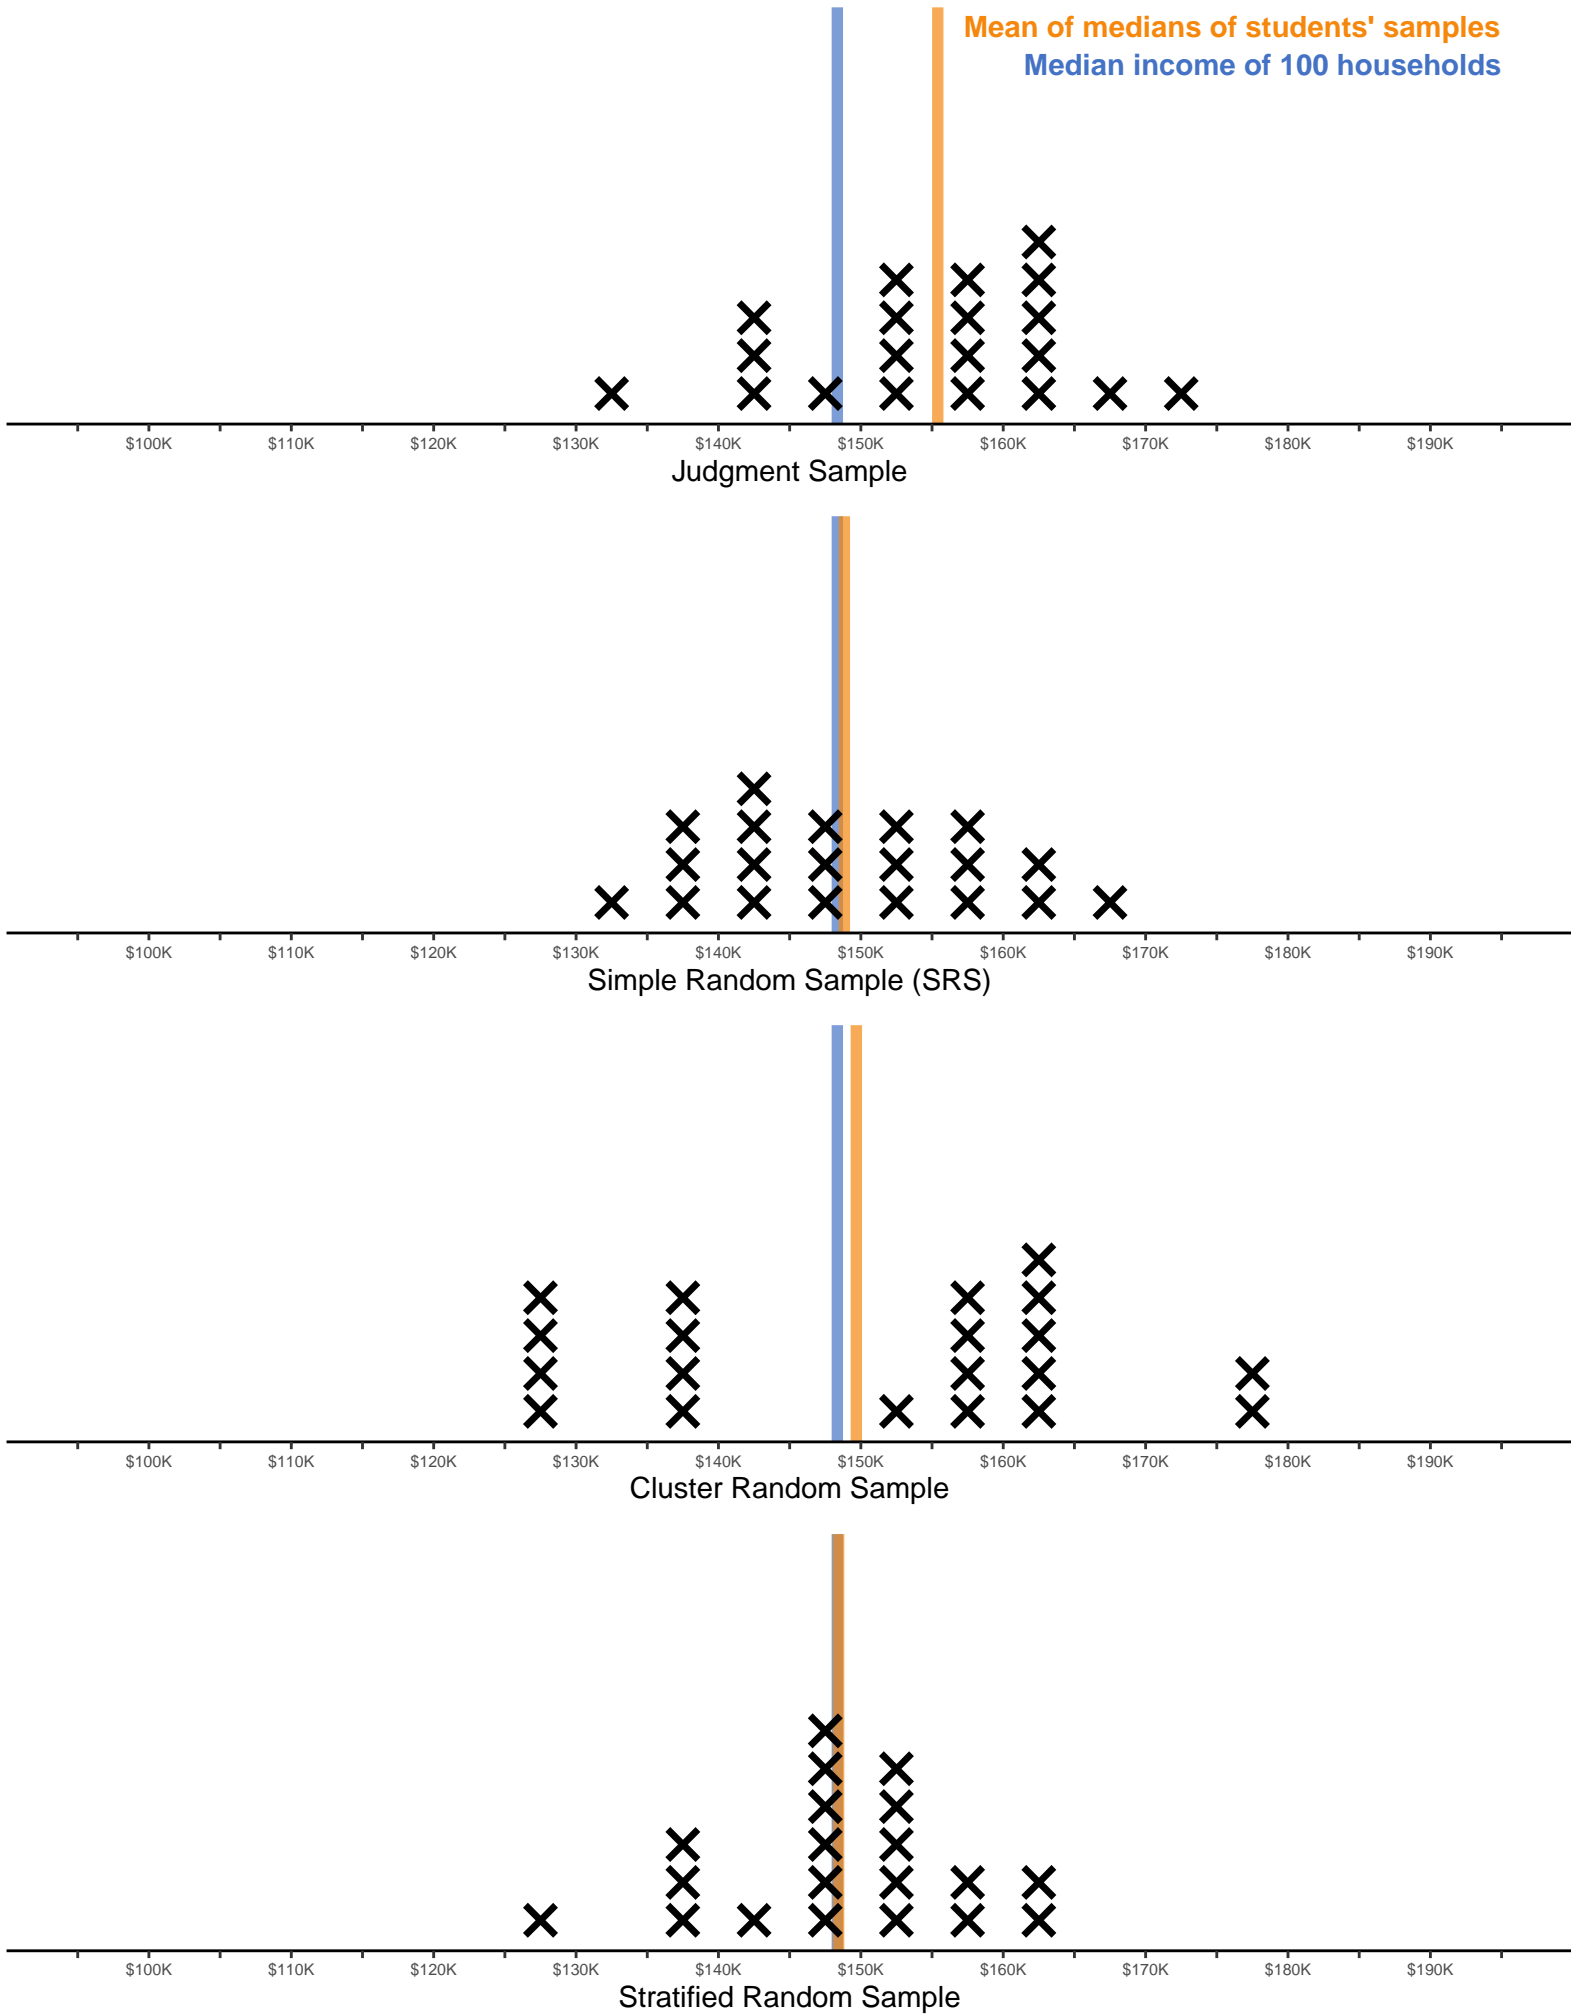 Mean of medians of students' samples
Median income of 100 households
$100K $110K $120K $130K $140K $150K $160K $170K $180K $190K
Judgment Sample
$100K $110K $120K $130K $140K $150K $160K $170K $180K $190K
Simple Random Sample (SRS)
$100K $110K $120K $130K $140K $150K $160K $170K $180K $190K
Cluster Random Sample
$100K $110K $120K $130K $140K $150K $160K $170K $180K $190K
Stratified Random Sample